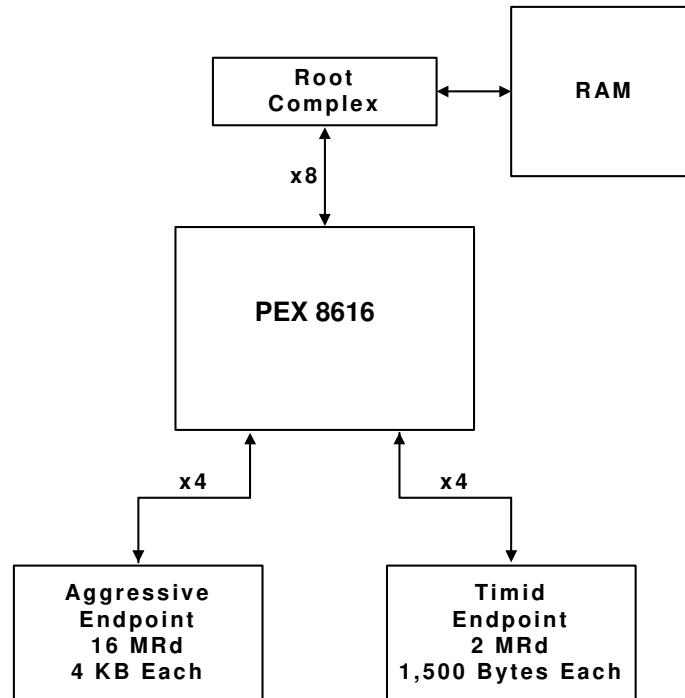 Root
Complex
RAM
x8
PEX 8616
x4
x4
Aggressive
Endpoint
16 MRd
4 KB Each
Timid
Endpoint
2 MRd
1,500 Bytes Each